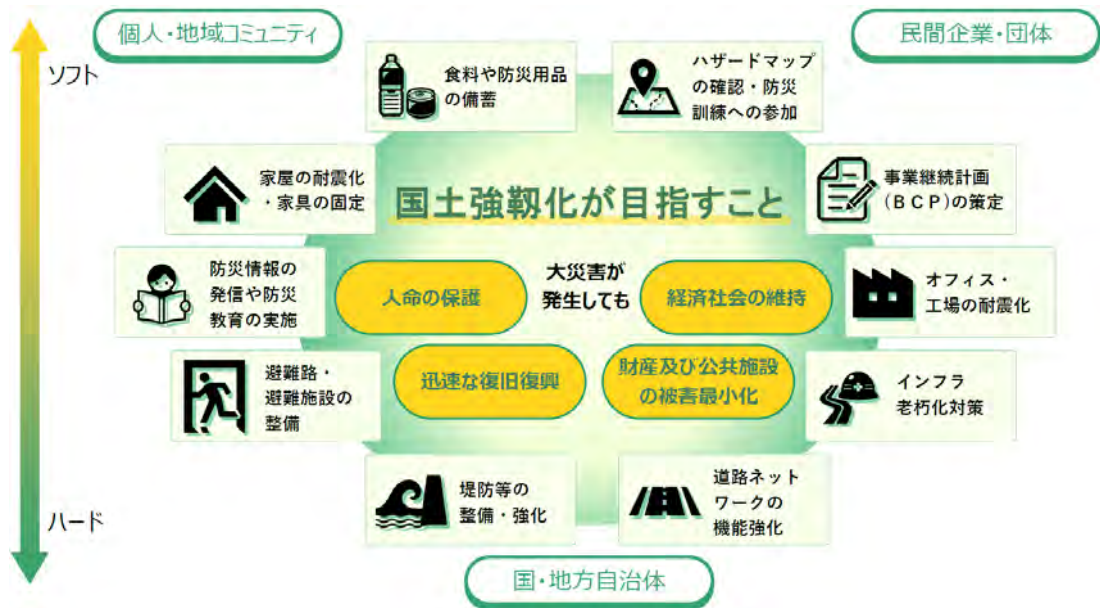 個人・地域コミュニティ
民間企業・団体
ソフト
食料や防災用品
の備蓄
ハザードマップ
の確認・防災
訓練への参加
家屋の耐震化
・家具の固定
国土強靱化が目指すこと
事業継続計画
(ＢＣＰ)の策定
防災情報の
発信や防災
教育の実施
人命の保護
大災害が
発生しても
経済社会の維持
オフィス・
工場の耐震化
避難路・
避難施設の
整備
迅速な復旧復興
財産及び公共施設
の被害最小化
インフラ
老朽化対策
ハード
堤防等の
整備・強化
道路ネット
ワークの
機能強化
国・地方自治体